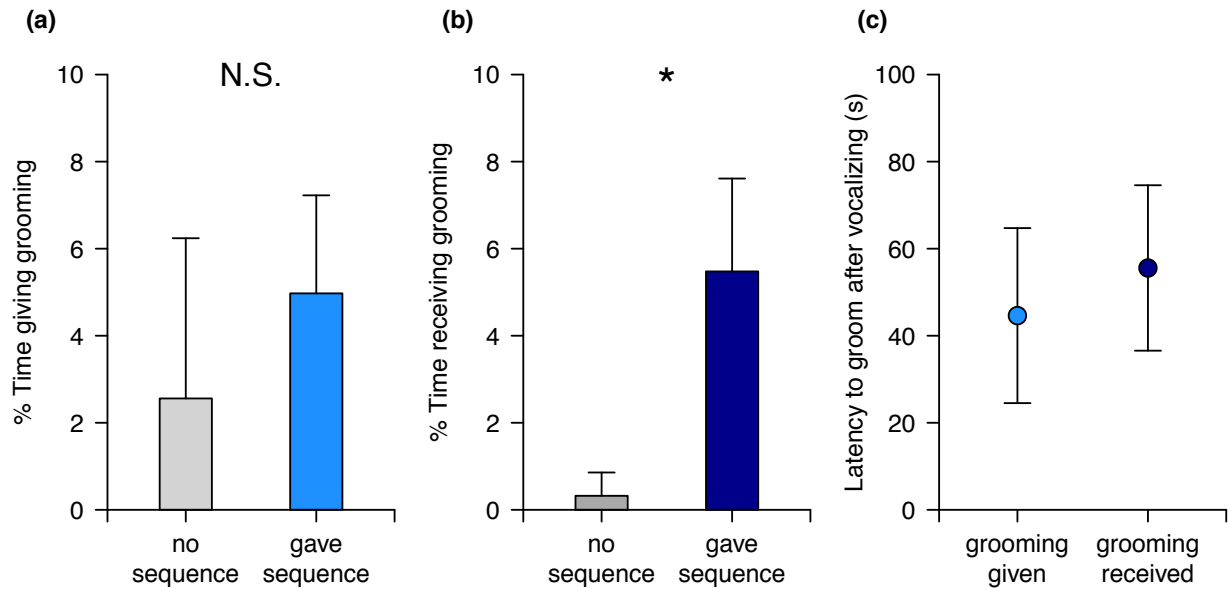 (a)
N.S.
% Time giving grooming
10
8
6
4
2
0
no
sequence
gave
sequence
(b)
*
% Time receiving grooming
10
8
6
4
2
0
no
sequence
gave
sequence
(c)
Latency to groom after vocalizing (s)
100
80
60
40
20
0
grooming
given
grooming
received